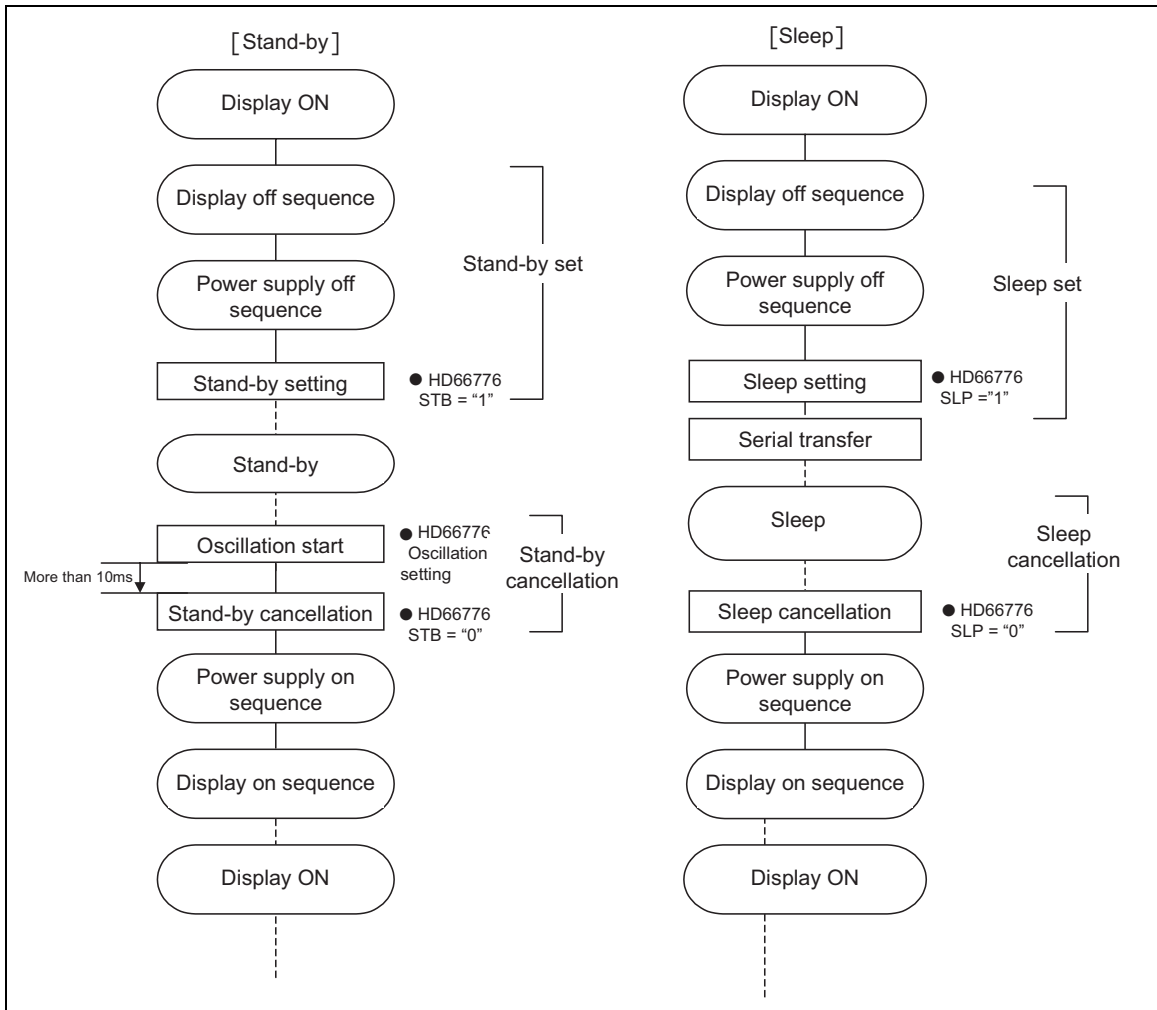 [Stand-by]
Display ON
Display off sequence
Power supply off
sequence
Stand-by set
Stand-by setting
● HD66776
STB = “1”
Stand-by
Oscillation start
● HD66776
Oscillation
setting
More than 10ms
Stand-by
cancellation
Stand-by cancellation
● HD66776
STB = “0”
Power supply on
sequence
Display on sequence
Display ON
[Sleep]
Display ON
Display off sequence
Power supply off
sequence
Sleep set
Sleep setting
● HD66776
SLP =”1”
Serial transfer
Sleep
Sleep
cancellation
Sleep cancellation
● HD66776
SLP = “0”
Power supply on
sequence
Display on sequence
Display ON